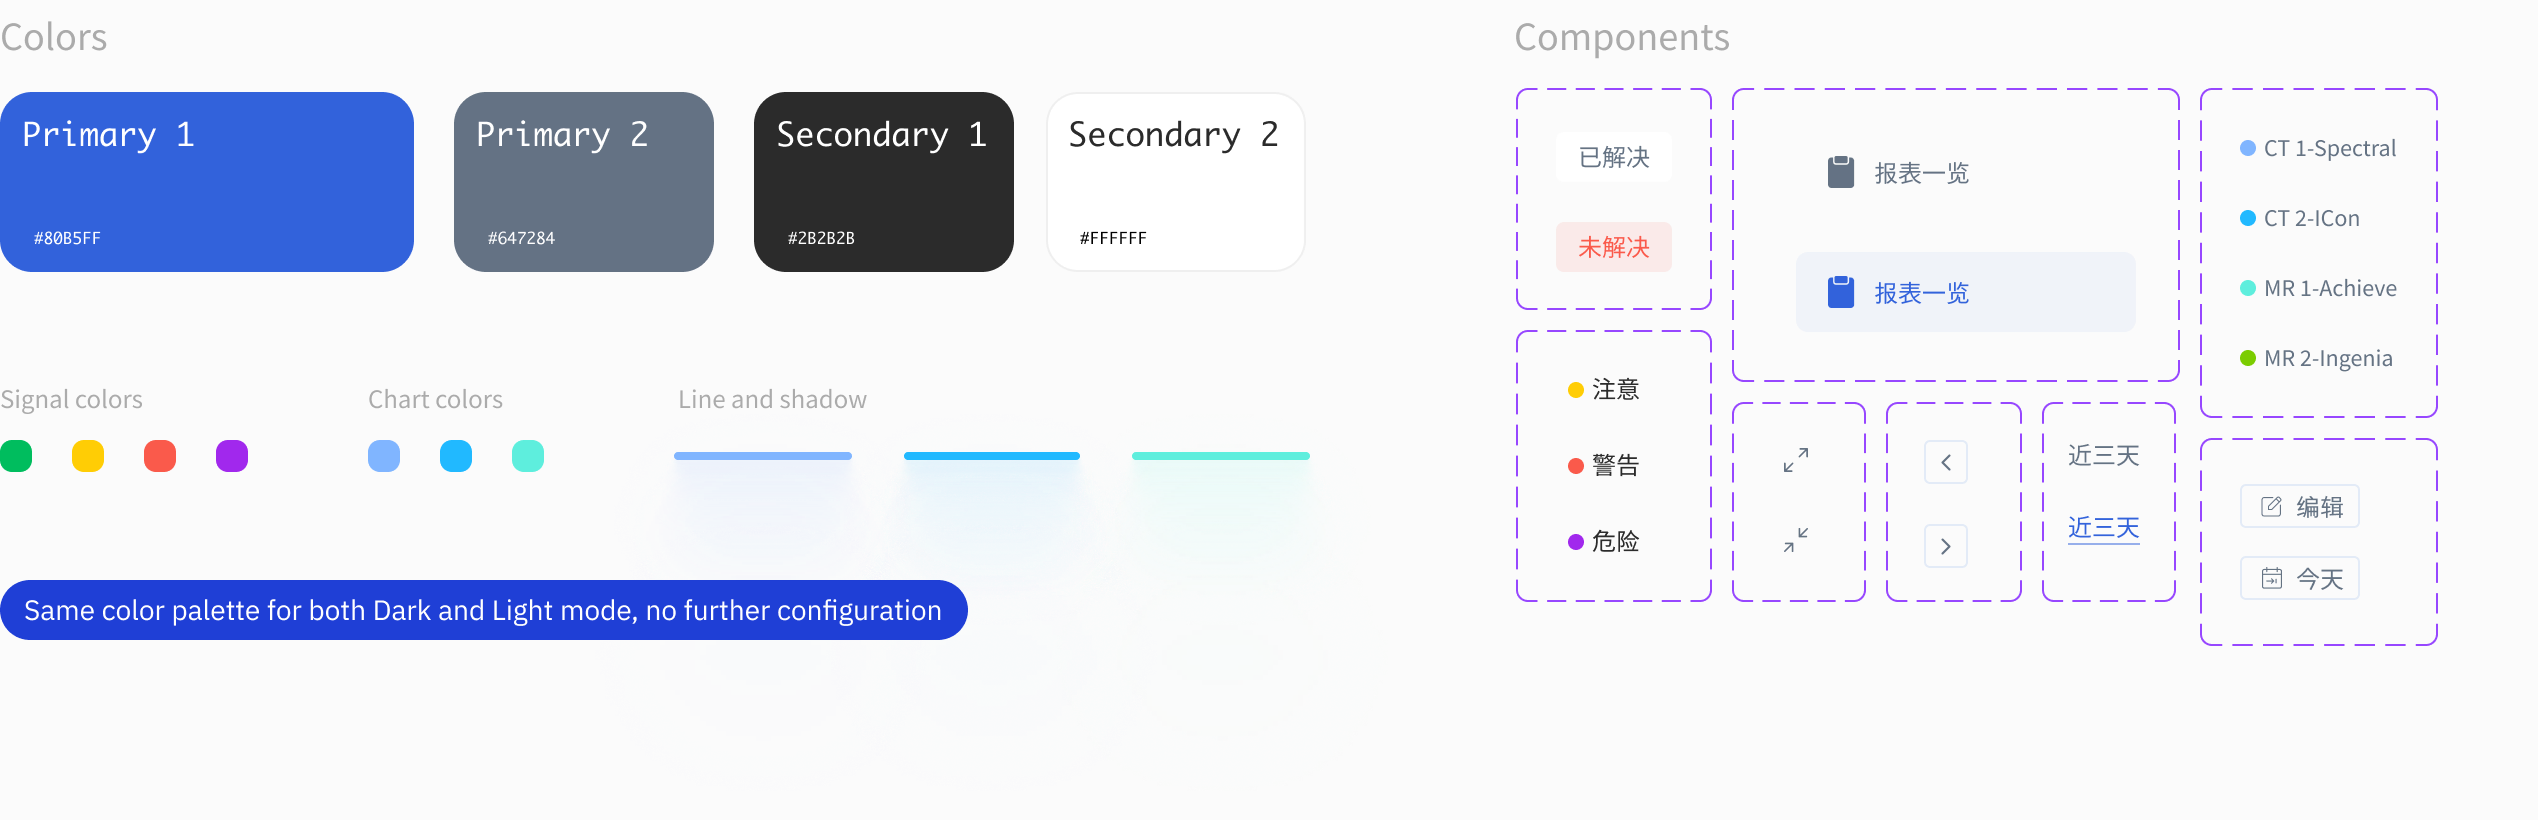 Colors
Primary 1
#80B5FF
Primary 2
#647284
Secondary 1
#2B2B2B
Secondary 2
#FFFFFF
Signal colors
Chart colors
Line and shadow
Same color palette for both Dark and Light mode, no further configuration
Components
已解决
未解决
报表一览
报表一览
CT 1-Spectral
CT 2-ICon
MR 1-Achieve
MR 2-Ingenia
注意
警告
危险
近三天
近三天
编辑
今天